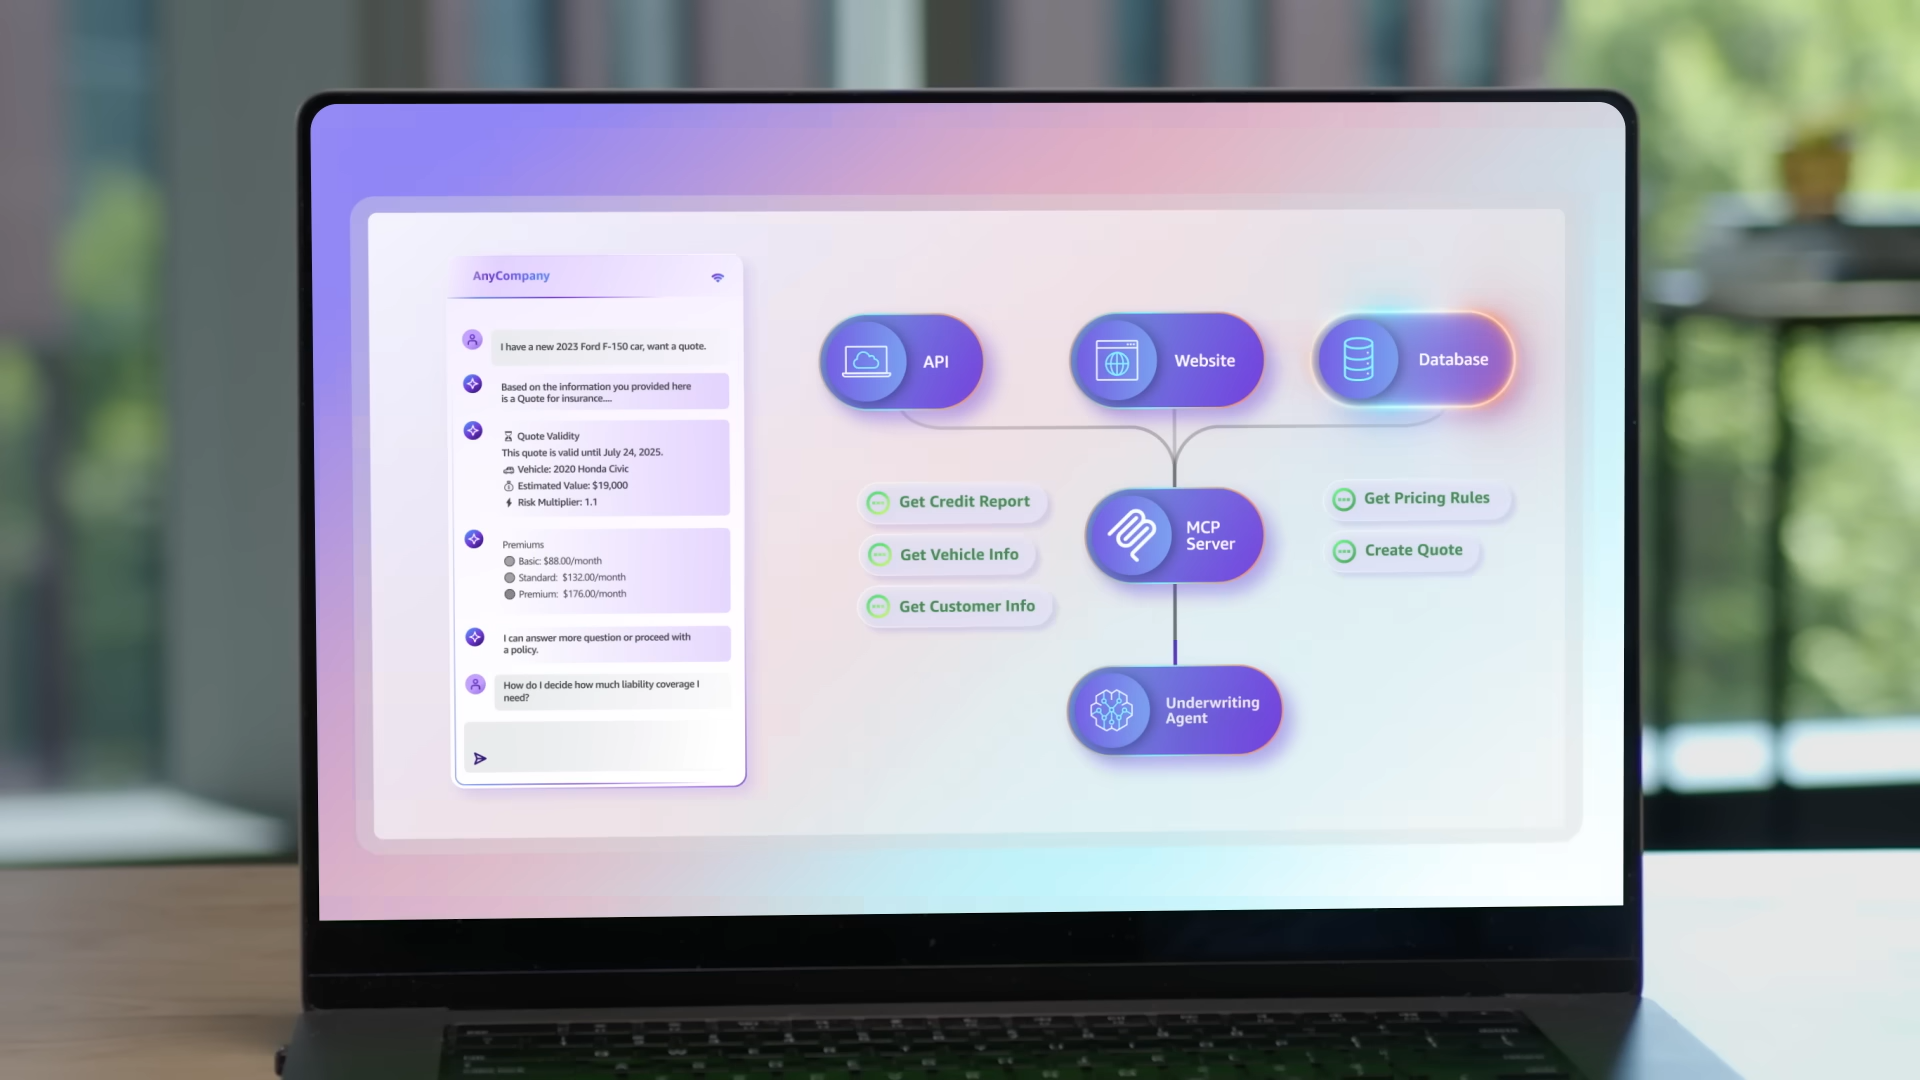 AnyCompany
I have a new 2023 Ford F-150 car, want a quote.
Based on the information you provided here
is a Quote for insurance....
Quote Validity
This quote is valid until July 24, 2025.
Vehicle: 2020 Honda Civic
Estimated Value: $19,000
Risk Multiplier: 1.1
Premiums
Basic: $88.00/month
Standard: $132.00/month
Premium: $176.00/month
I can answer more question or proceed with
a policy.
How do I decide how much liability coverage I
need?
API
Website
Database
Get Credit Report
Get Vehicle Info
Get Customer Info
MCP
Server
Get Pricing Rules
Create Quote
Underwriting
Agent